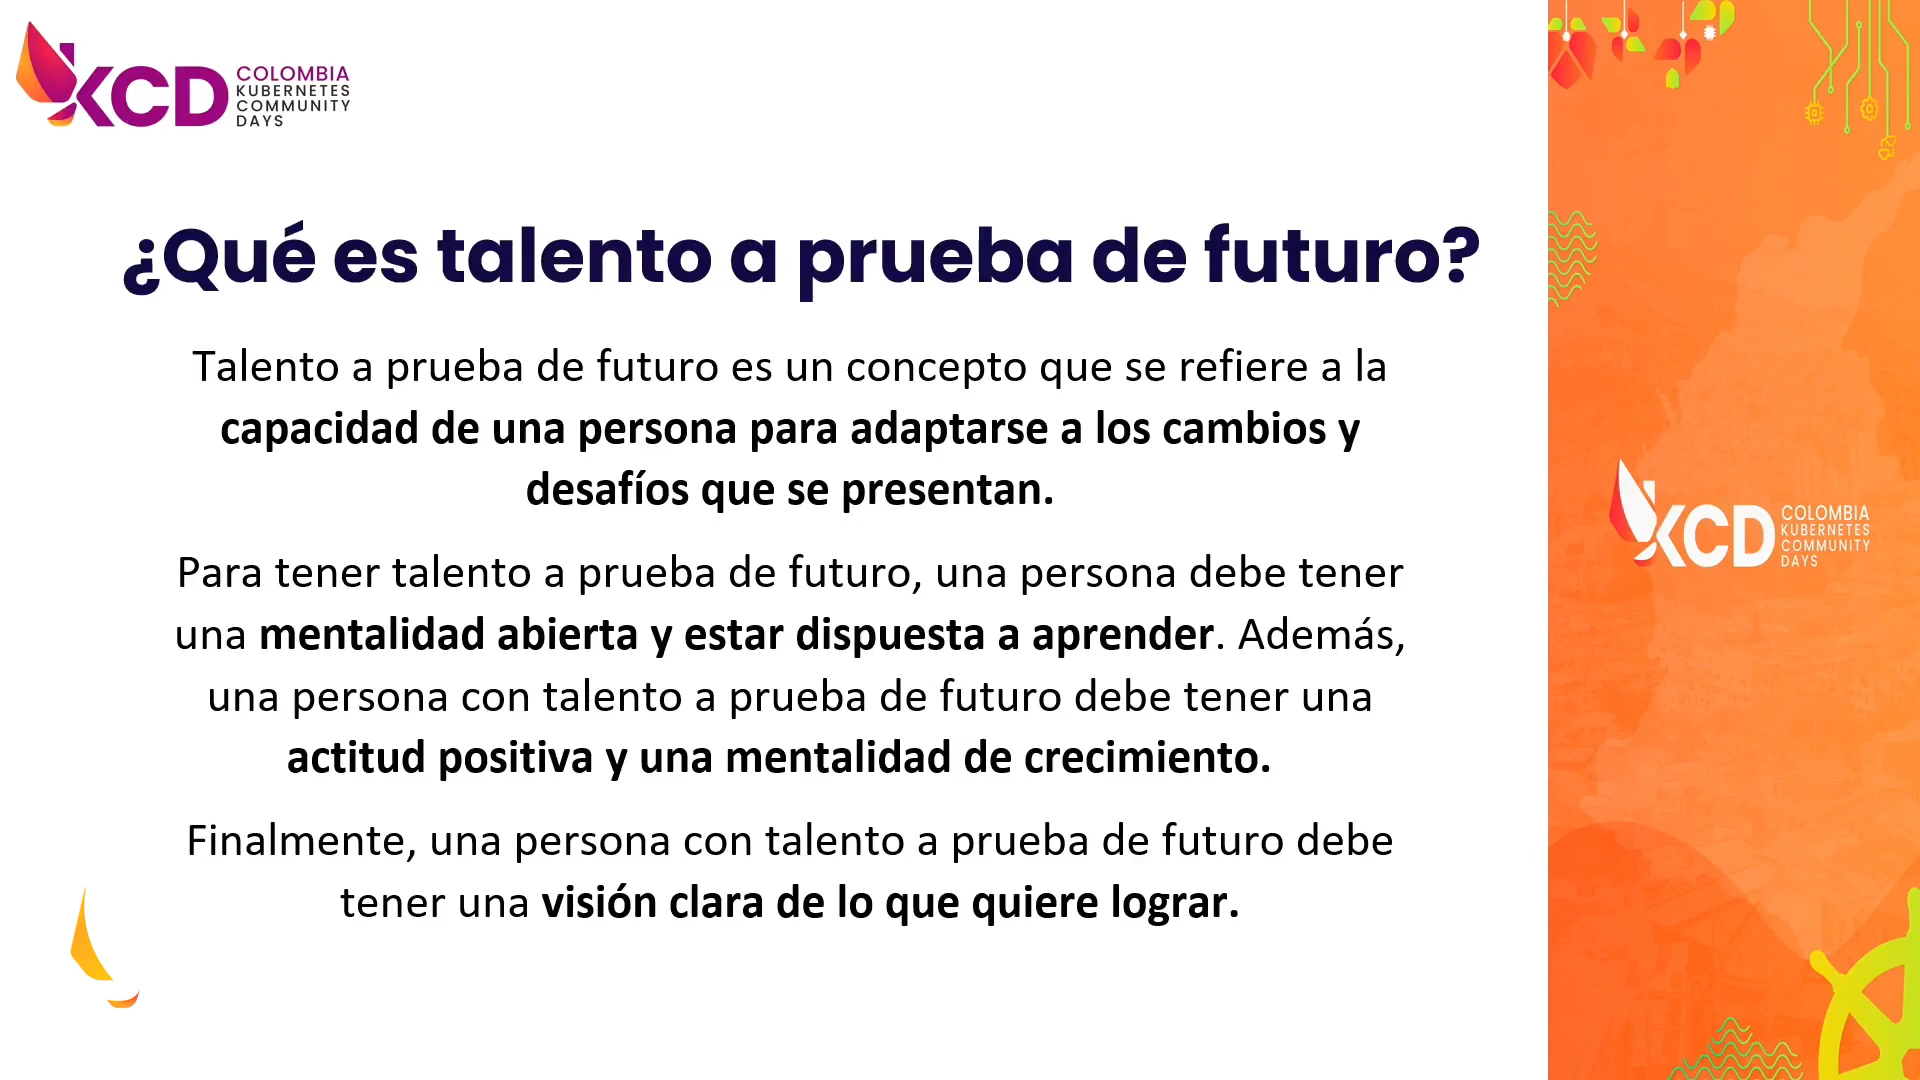 KCD
COLOMBIA
KUBERNETES
COMMUNITY
DAYS
¿Qué es talento a prueba de futuro?
Talento a prueba de futuro es un concepto que se refiere a la
capacidad de una persona para adaptarse a los cambios y
desafíos que se presentan.
Para tener talento a prueba de futuro, una persona debe tener
una mentalidad abierta y estar dispuesta a aprender. Además,
una persona con talento a prueba de futuro debe tener una
actitud positiva y una mentalidad de crecimiento.
Finalmente, una persona con talento a prueba de futuro debe
tener una visión clara de lo que quiere lograr.
KCD
COLOMBIA
KUBERNETES
COMMUNITY
DAYS